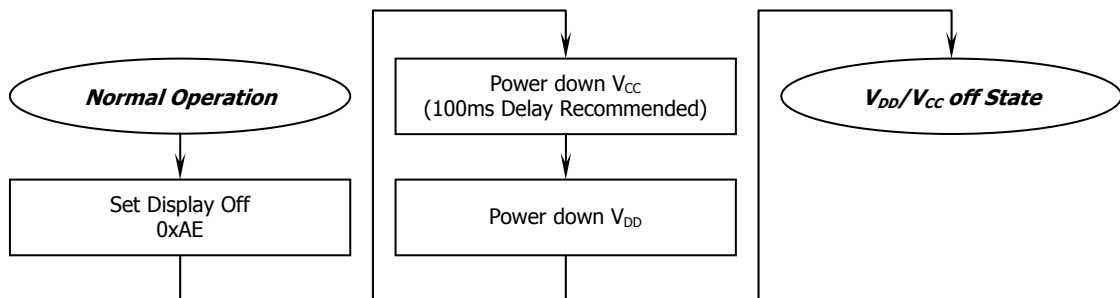 Normal Operation
Set Display Off
0xAE
Power down VCC
(100ms Delay Recommended)
Power down VDD
VDD/VCC off State